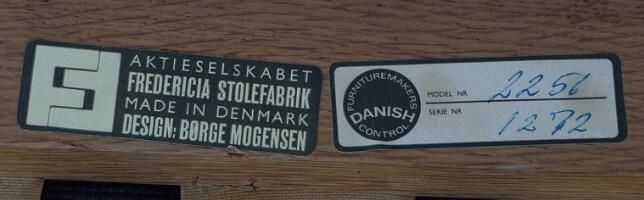 AKTIESELSKABET
FREDERICIA STOLEFABRIK
MADE IN DENMARK
DESIGN: BØRGE MOGENSEN
FURNITUREMAKERS
DANISH
CONTROL
MODEL NR 2256
SERIE NR 1272